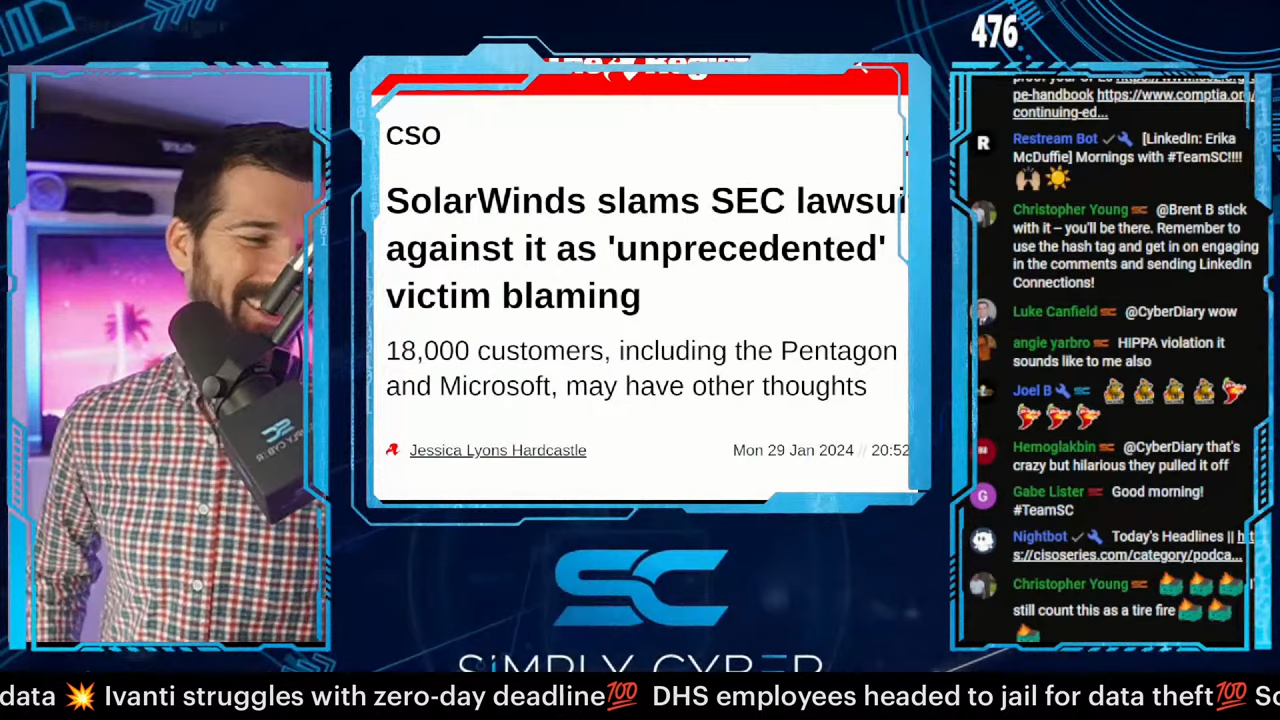 476
The Register
CSO
SolarWinds slams SEC lawsui
against it as 'unprecedented'
victim blaming
18,000 customers, including the Pentagon
and Microsoft, may have other thoughts
Jessica Lyons Hardcastle
Mon 29 Jan 2024 // 20:52
SC
SIMPLY CYBER
pe-handbook https://www.comptia.org/
continuing-ed...
R
Restream Bot [LinkedIn: Erika
McDuffie] Mornings with #TeamSC!!!!
🙌🏽 ☀️
Christopher Young @Brent B stick
with it – you'll be there. Remember to
use the hash tag and get in on engaging
in the comments and sending LinkedIn
Connections!
Luke Canfield @CyberDiary wow
angie yarbro HIPPA violation it
sounds like to me also
Joel B
Hemoglakbin @CyberDiary that's
crazy but hilarious they pulled it off
G
Gabe Lister Good morning!
#TeamSC
Nightbot Today's Headlines || ht
s://cisoseries.com/category/podca...
Christopher Young I
still count this as a tire fire
data 💥 Ivanti struggles with zero-day deadline💯 DHS employees headed to jail for data theft💯 So